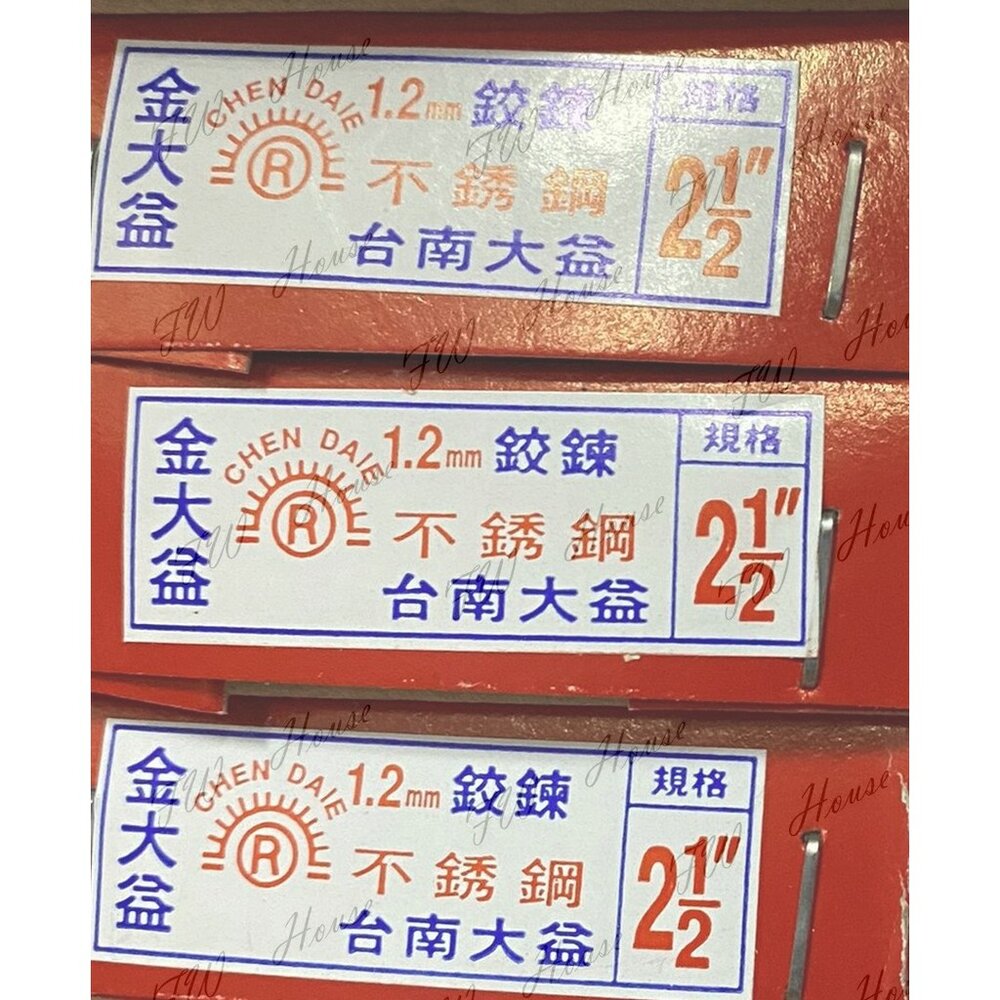 金大益
CHEN DAIE
R
1.2mm 鉸鍊
不銹鋼
台南大益
規格
2 1/2"
金大益
CHEN DAIE
R
1.2mm 鉸鍊
不銹鋼
台南大益
規格
2 1/2"
金大益
CHEN DAIE
R
1.2mm 鉸鍊
不銹鋼
台南大益
規格
2 1/2"
JW House